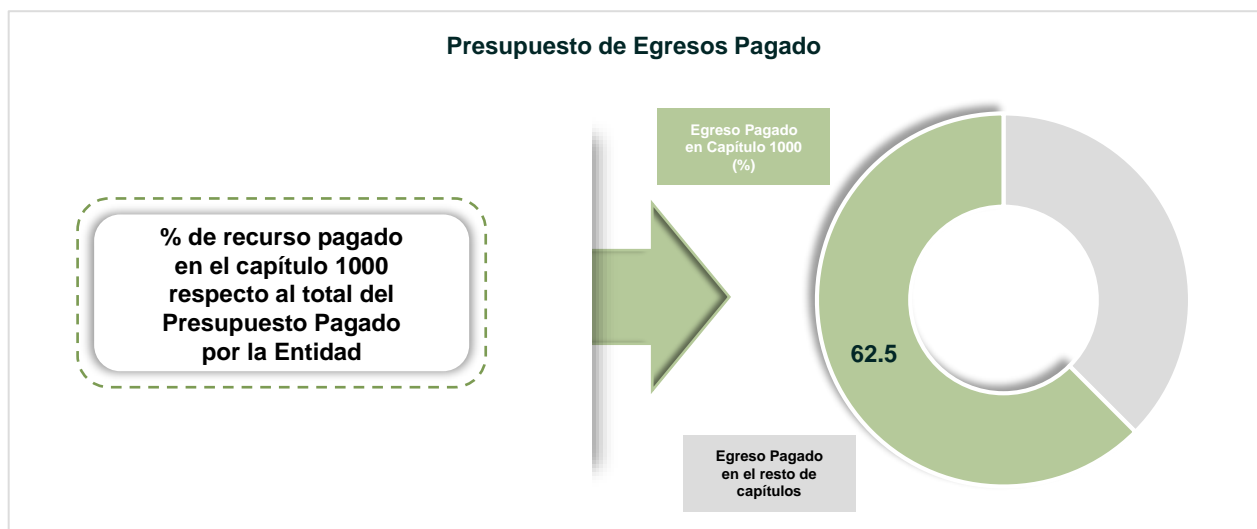 Presupuesto de Egresos Pagado
Egreso Pagado
en Capítulo 1000
(%)
% de recurso pagado
en el capítulo 1000
respecto al total del
Presupuesto Pagado
por la Entidad
62.5
Egreso Pagado
en el resto de
capítulos